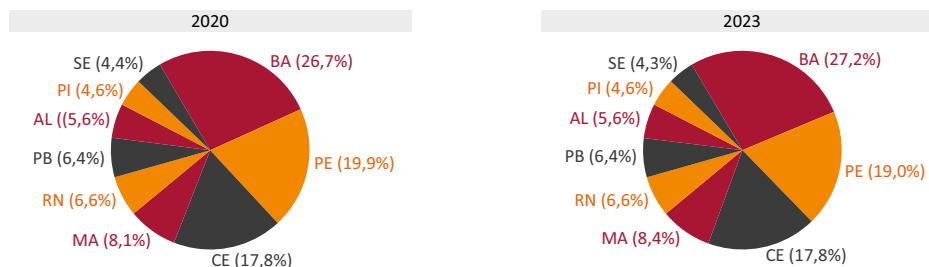 2020
SE (4,4%)
BA (26,7%)
PI (4,6%)
AL ((5,6%)
PB (6,4%)
PE (19,9%)
RN (6,6%)
MA (8,1%)
CE (17,8%)
2023
SE (4,3%)
BA (27,2%)
PI (4,6%)
AL (5,6%)
PB (6,4%)
PE (19,0%)
RN (6,6%)
MA (8,4%)
CE (17,8%)